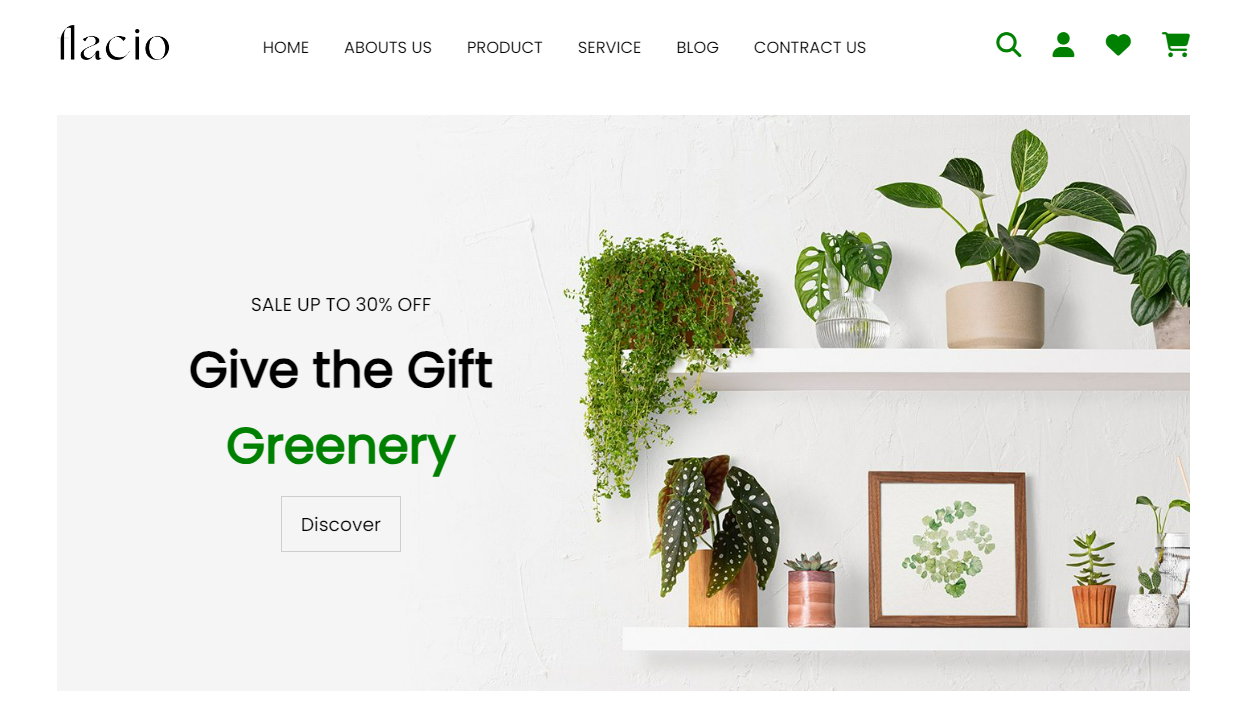 flacio
HOME ABOUTS US PRODUCT SERVICE BLOG CONTRACT US
SALE UP TO 30% OFF
Give the Gift
Greenery
Discover